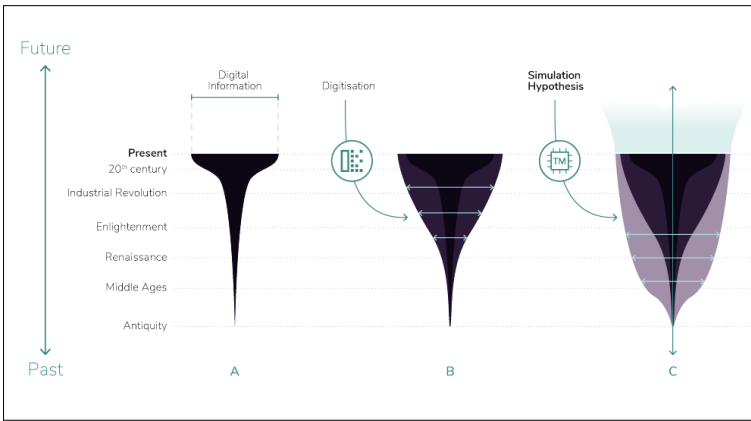 Future
Digital
Information
Digitisation
Simulation
Hypothesis
Present
20th century
TM
Industrial Revolution
Enlightenment
Renaissance
Middle Ages
Antiquity
Past
A
B
C